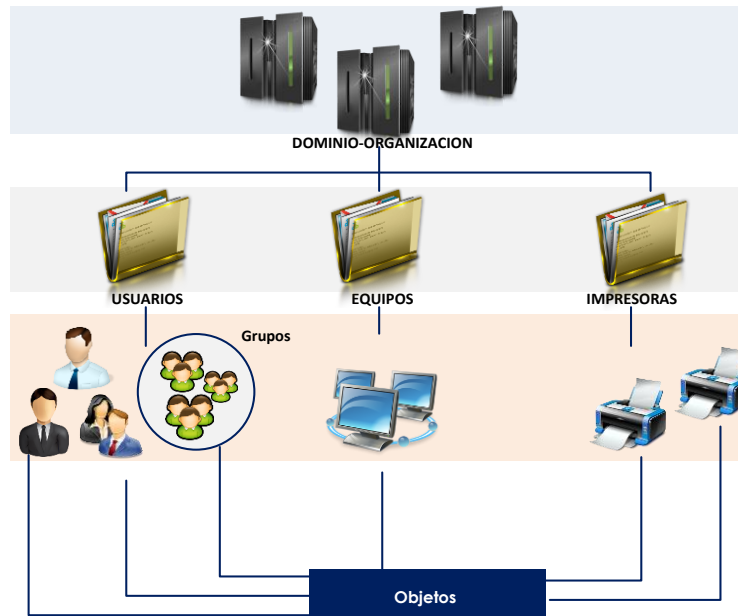 DOMINIO-ORGANIZACION
USUARIOS
EQUIPOS
IMPRESORAS
Grupos
Objetos